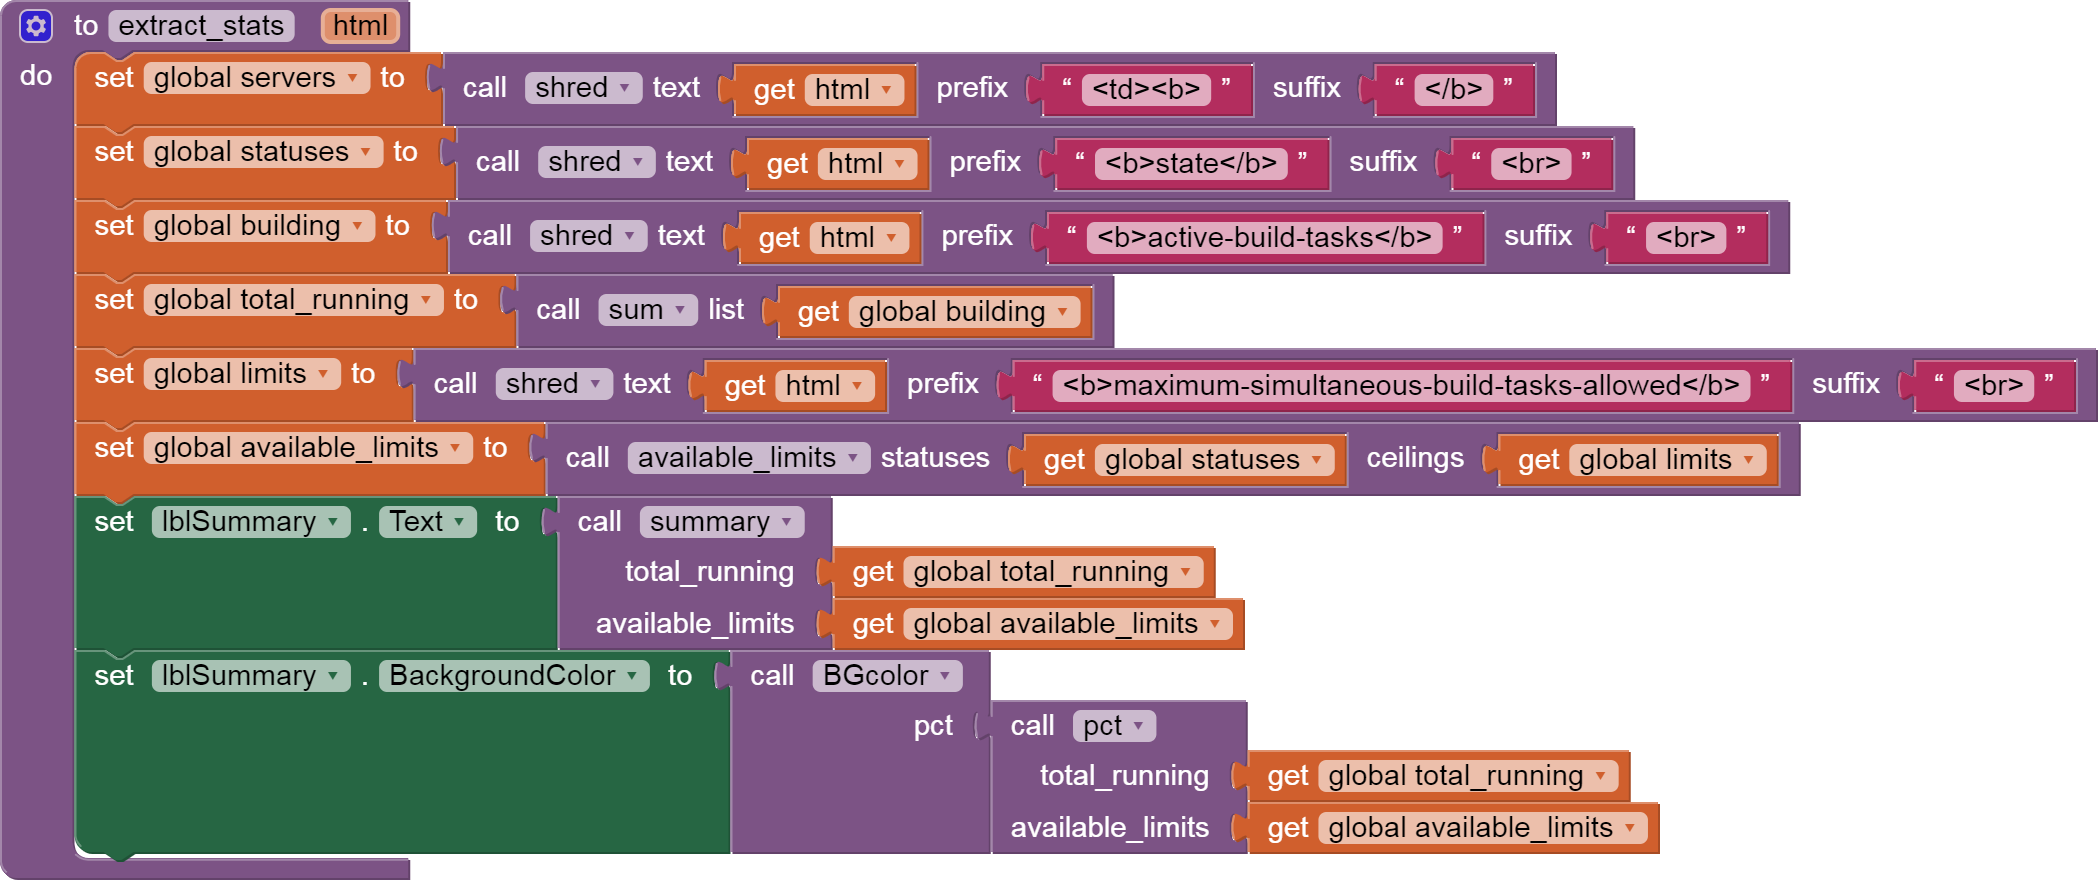 to extract_stats html
do set global servers to call shred text get html prefix “ <td><b> ” suffix “ </b> ”
set global statuses to call shred text get html prefix “ <b>state</b> ” suffix “ <br> ”
set global building to call shred text get html prefix “ <b>active-build-tasks</b> ” suffix “ <br> ”
set global total_running to call sum list get global building
set global limits to call shred text get html prefix “ <b>maximum-simultaneous-build-tasks-allowed</b> ” suffix “ <br> ”
set global available_limits to call available_limits statuses get global statuses ceilings get global limits
set lblSummary . Text to call summary
total_running get global total_running
available_limits get global available_limits
set lblSummary . BackgroundColor to call BGcolor
pct call pct
total_running get global total_running
available_limits get global available_limits